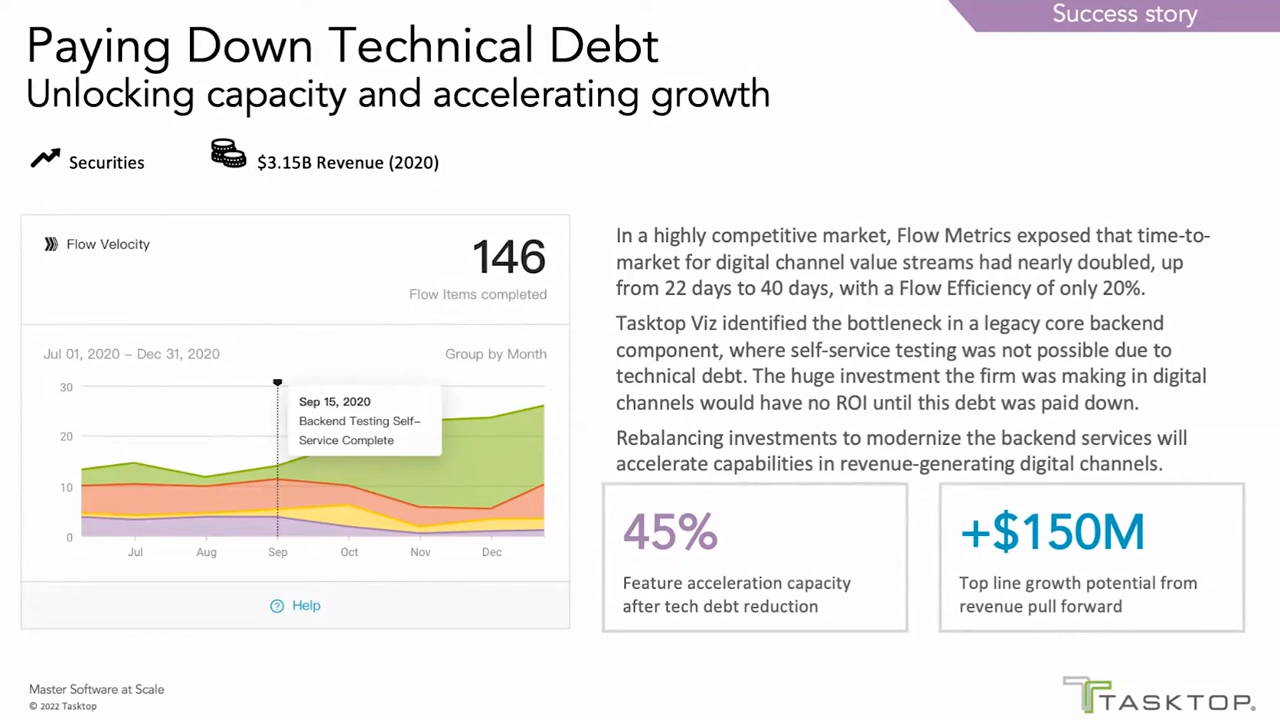 Success story
Paying Down Technical Debt
Unlocking capacity and accelerating growth
Securities
$3.15B Revenue (2020)
Flow Velocity
146
Flow Items completed
Jul 01, 2020 – Dec 31, 2020
Group by Month
30
20
10
0
Sep 15, 2020
Backend Testing Self-
Service Complete
Jul
Aug
Sep
Oct
Nov
Dec
Help
In a highly competitive market, Flow Metrics exposed that time-to-
market for digital channel value streams had nearly doubled, up
from 22 days to 40 days, with a Flow Efficiency of only 20%.
Tasktop Viz identified the bottleneck in a legacy core backend
component, where self-service testing was not possible due to
technical debt. The huge investment the firm was making in digital
channels would have no ROI until this debt was paid down.
Rebalancing investments to modernize the backend services will
accelerate capabilities in revenue-generating digital channels.
45%
Feature acceleration capacity
after tech debt reduction
+$150M
Top line growth potential from
revenue pull forward
Master Software at Scale
© 2022 Tasktop
TASKTOP®